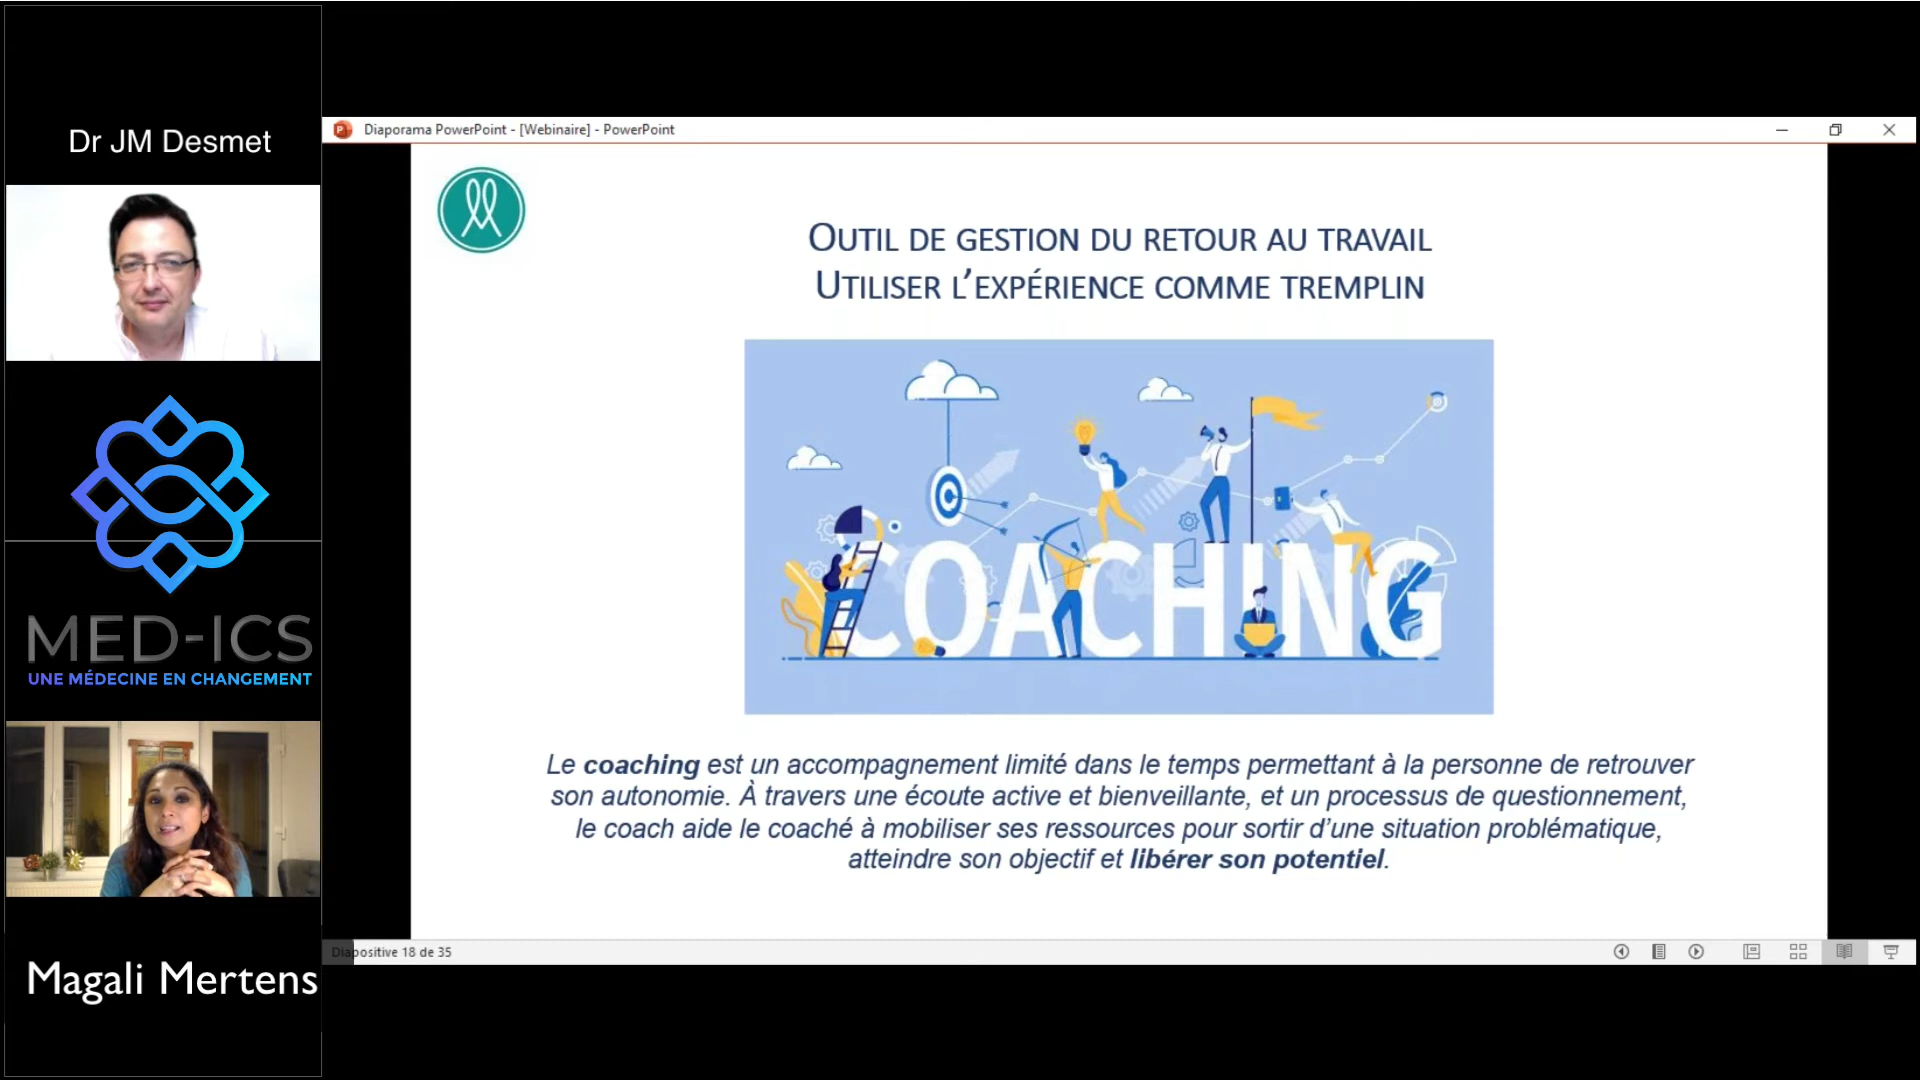 Dr JM Desmet
MED-ICS
UNE MÉDECINE EN CHANGEMENT
Magali Mertens
Diaporama PowerPoint - [Webinaire] - PowerPoint
OUTIL DE GESTION DU RETOUR AU TRAVAIL
UTILISER L'EXPÉRIENCE COMME TREMPLIN
COACHING
Le coaching est un accompagnement limité dans le temps permettant à la personne de retrouver
son autonomie. À travers une écoute active et bienveillante, et un processus de questionnement,
le coach aide le coaché à mobiliser ses ressources pour sortir d'une situation problématique,
atteindre son objectif et libérer son potentiel.
Diapositive 18 de 35